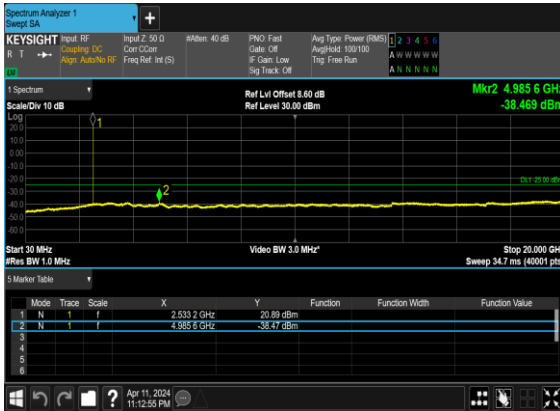 Spectrum Analyzer 1
Swept SA
+
KEYSIGHT
R T
Input: RF
Coupling: DC
Align: Auto/No RF
Input Z: 50 Ω
Corr CCorr
Freq Ref: Int (S)
#Atten: 40 dB
PNO: Fast
Gate: Off
IF Gain: Low
Sig Track: Off
Avg Type: Power (RMS)
Avg|Hold: 100/100
Trig: Free Run
1 2 3 4 5 6
A W W W W W
A N N N N N
1 Spectrum
Scale/Div 10 dB
Ref Lvl Offset 8.60 dB
Ref Level 30.00 dBm
Mkr2 4.985 6 GHz
-38.469 dBm
Log
20.0
10.0
0.00
-10.0
-20.0
-30.0
-40.0
-50.0
-60.0
1
2
DL1 -25.00 dBm
Start 30 MHz
#Res BW 1.0 MHz
Video BW 3.0 MHz*
Stop 20.000 GHz
Sweep 34.7 ms (40001 pts)
5 Marker Table
Mode Trace Scale X Y Function Function Width Function Value
1 N 1 f 2.533 2 GHz 20.89 dBm
2 N 1 f 4.985 6 GHz -38.47 dBm
3
4
5
6
?
Apr 11, 2024
11:12:55 PM